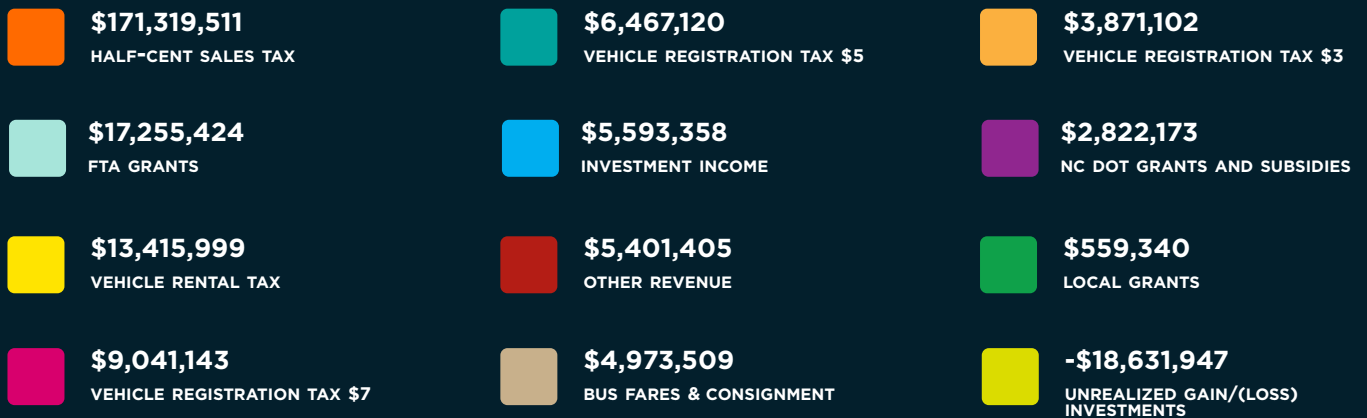 $171,319,511
HALF-CENT SALES TAX
$17,255,424
FTA GRANTS
$13,415,999
VEHICLE RENTAL TAX
$9,041,143
VEHICLE REGISTRATION TAX $7
$6,467,120
VEHICLE REGISTRATION TAX $5
$5,593,358
INVESTMENT INCOME
$5,401,405
OTHER REVENUE
$4,973,509
BUS FARES & CONSIGNMENT
$3,871,102
VEHICLE REGISTRATION TAX $3
$2,822,173
NC DOT GRANTS AND SUBSIDIES
$559,340
LOCAL GRANTS
-$18,631,947
UNREALIZED GAIN/(LOSS)
INVESTMENTS